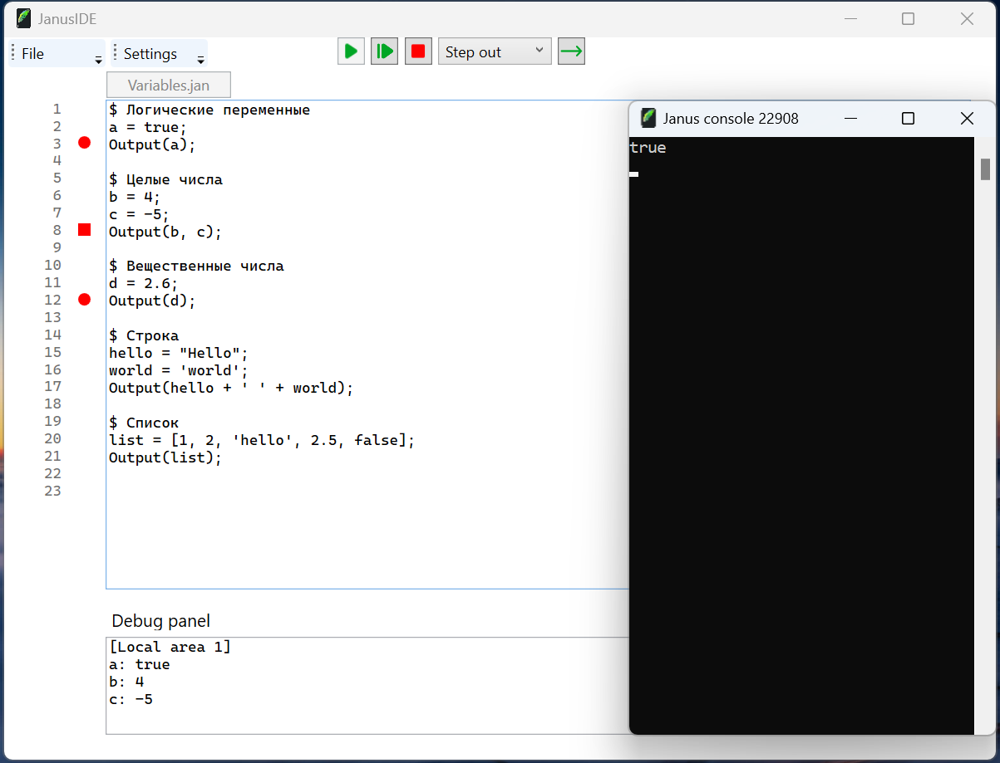 JanusIDE
File
Settings
Step out
Variables.jan
1 $ Логические переменные
2 a = true;
3 Output(a);
4
5 $ Целые числа
6 b = 4;
7 c = -5;
8 Output(b, c);
9
10 $ Вещественные числа
11 d = 2.6;
12 Output(d);
13
14 $ Строка
15 hello = "Hello";
16 world = 'world';
17 Output(hello + ' ' + world);
18
19 $ Список
20 list = [1, 2, 'hello', 2.5, false];
21 Output(list);
22
23
Janus console 22908
true
Debug panel
[Local area 1]
a: true
b: 4
c: -5